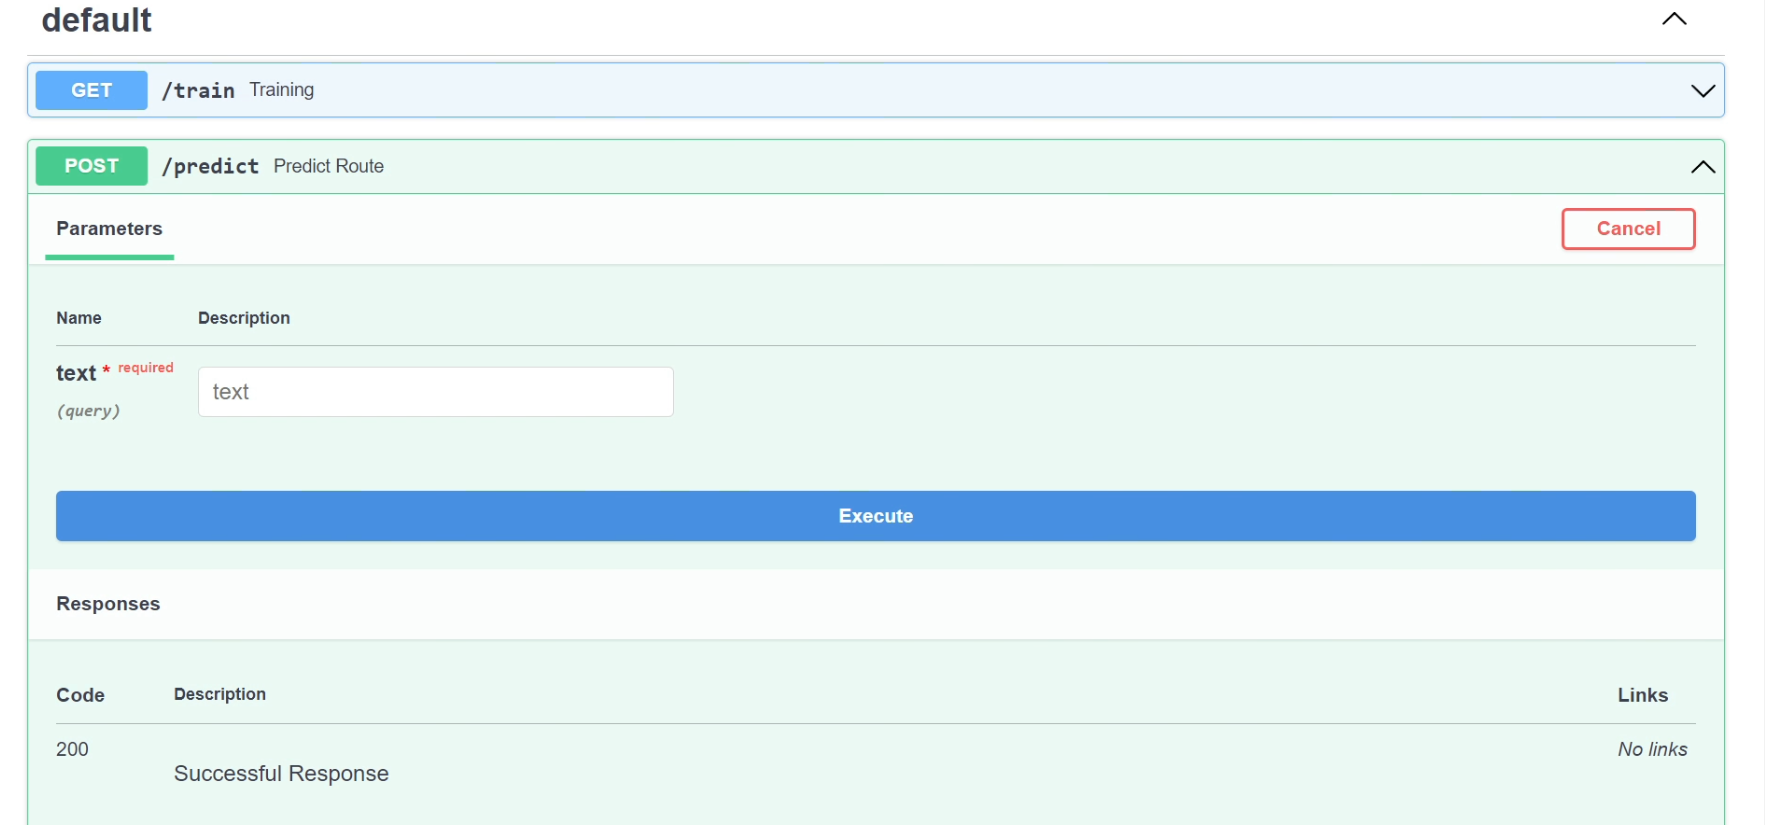 default
GET /train Training
POST /predict Predict Route
Parameters Cancel
Name Description
text * required
(query)
text
Execute
Responses
Code Description Links
200 No links
Successful Response